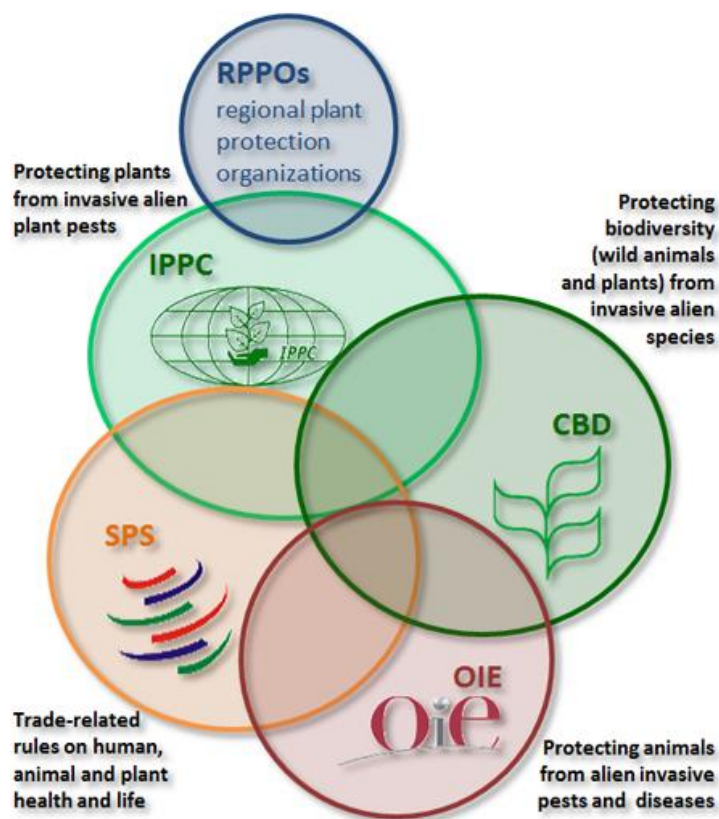 RPPOs
regional plant
protection
organizations
Protecting plants
from invasive alien
plant pests
IPPC
IPPC
Protecting
biodiversity
(wild animals
and plants) from
invasive alien
species
CBD
SPS
OIE
oie
Trade-related
rules on human,
animal and plant
health and life
Protecting animals
from alien invasive
pests and diseases